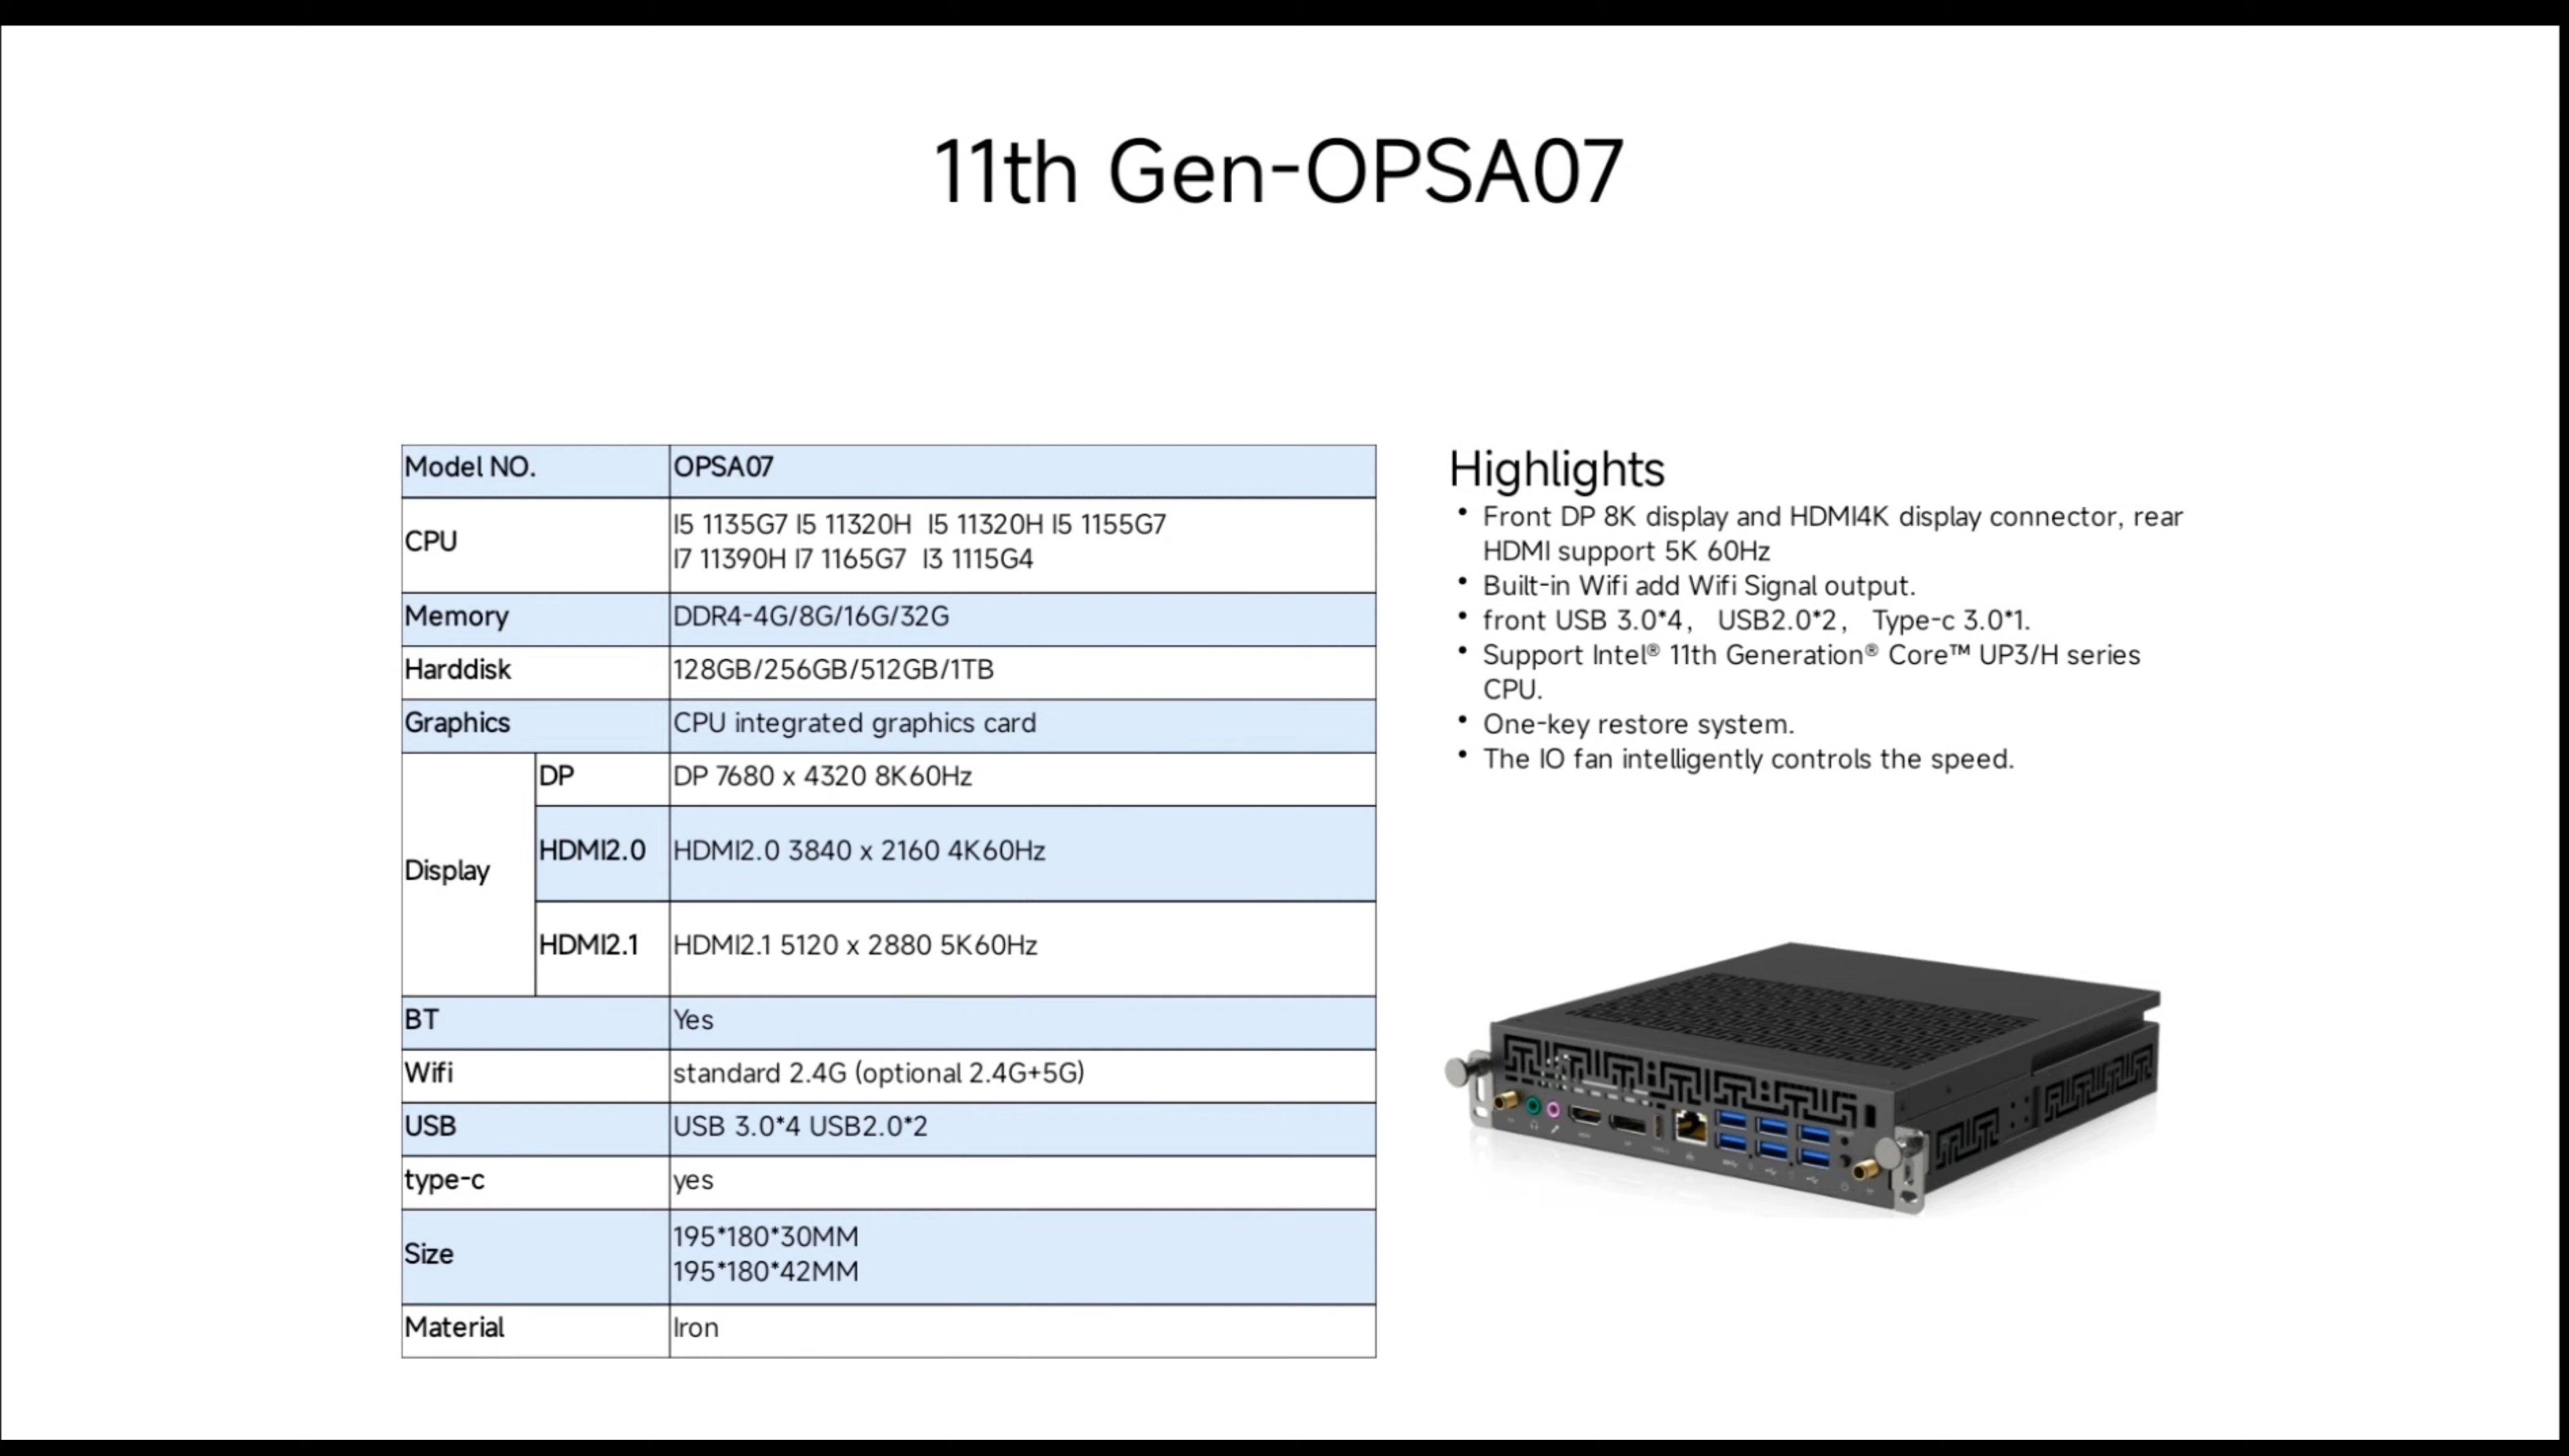 11th Gen-OPSA07
Model NO. OPSA07
CPU I5 1135G7 I5 11320H I5 11320H I5 1155G7
I7 11390H I7 1165G7 I3 1115G4
Memory DDR4-4G/8G/16G/32G
Harddisk 128GB/256GB/512GB/1TB
Graphics CPU integrated graphics card
Display
DP DP 7680 x 4320 8K60Hz
HDMI2.0 HDMI2.0 3840 x 2160 4K60Hz
HDMI2.1 HDMI2.1 5120 x 2880 5K60Hz
BT Yes
Wifi standard 2.4G (optional 2.4G+5G)
USB USB 3.0*4 USB2.0*2
type-c yes
Size 195*180*30MM
195*180*42MM
Material Iron
Highlights
• Front DP 8K display and HDMI4K display connector, rear
HDMI support 5K 60Hz
• Built-in Wifi add Wifi Signal output.
• front USB 3.0*4， USB2.0*2， Type-c 3.0*1.
• Support Intel® 11th Generation® Core™ UP3/H series
CPU.
• One-key restore system.
• The IO fan intelligently controls the speed.